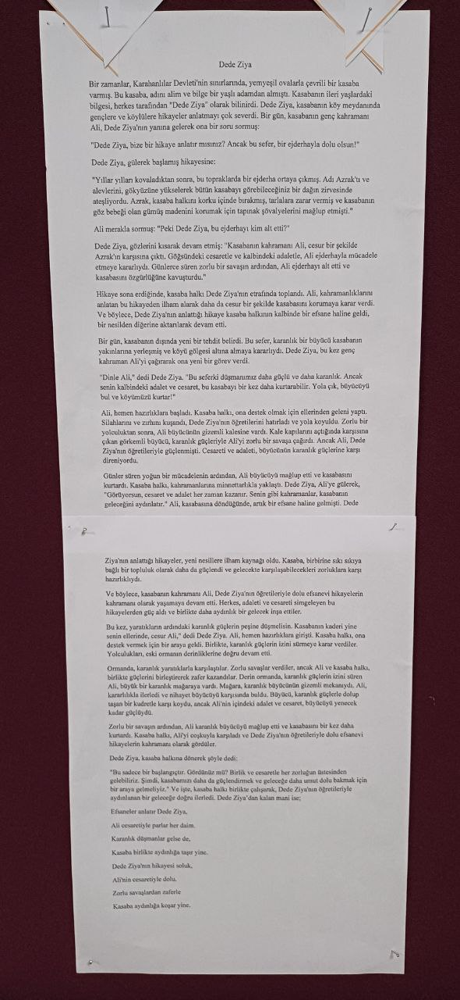 Dede Ziya
Bir zamanlar, Karahanlılar Devleti'nin sınırlarında, yemyeşil ovalarla çevrili bir kasaba
varmış. Bu kasaba, adını alim ve bilge bir yaşlı adamdan almıştı. Kasabanın ileri yaşlardaki
bilgesi, herkes tarafından "Dede Ziya" olarak bilinirdi. Dede Ziya, kasabanın köy meydanında
gençlere ve köylülere hikayeler anlatmayı çok severdi. Bir gün, kasabanın genç kahramanı
Ali, Dede Ziya'nın yanına gelerek ona bir soru sormuş:
"Dede Ziya, bize bir hikaye anlatır mısınız? Ancak bu sefer, bir ejderhayla dolu olsun!"
Dede Ziya, gülerek başlamış hikayesine:
"Yıllar yılları kovaladıktan sonra, bu topraklarda bir ejderha ortaya çıkmış. Adı Azrak'tı ve
alevlerini, gökyüzüne yükselerek bütün kasabayı görebileceğiniz bir dağın zirvesinde
ateşliyordu. Azrak, kasaba halkını korku içinde bırakmış, tarlalara zarar vermiş ve kasabanın
göz bebeği olan gümüş madenini korumak için tapınak şövalyelerini mağlup etmişti."
Ali merakla sormuş: "Peki Dede Ziya, bu ejderhayı kim alt etti?"
Dede Ziya, gözlerini kısarak devam etmiş: "Kasabanın kahramanı Ali, cesur bir şekilde
Azrak'ın karşısına çıktı. Göğsündeki cesaretle ve kalbindeki adaletle, Ali ejderhayla mücadele
etmeye kararlıydı. Günlerce süren zorlu bir savaşın ardından, Ali ejderhayı alt etti ve
kasabasını özgürlüğüne kavuşturdu."
Hikaye sona erdiğinde, kasaba halkı Dede Ziya'nın etrafında toplandı. Ali, kahramanlıklarını
anlatan bu hikayeden ilham alarak daha da cesur bir şekilde kasabasını korumaya karar verdi.
Ve böylece, Dede Ziya'nın anlattığı hikaye kasaba halkının kalbinde bir efsane haline geldi,
bir nesilden diğerine aktarılarak devam etti.
Bir gün, kasabanın dışında yeni bir tehdit belirdi. Bu sefer, karanlık bir büyücü kasabanın
yakınlarına yerleşmiş ve köyü gölgesi altına almaya kararlıydı. Dede Ziya, bu kez genç
kahraman Ali'yi çağırarak ona yeni bir görev verdi.
"Dinle Ali," dedi Dede Ziya. "Bu seferki düşmanımız daha güçlü ve daha karanlık. Ancak
senin kalbindeki adalet ve cesaret, bu kasabayı bir kez daha kurtarabilir. Yola çık, büyücüyü
bul ve köyümüzü kurtar!"
Ali, hemen hazırlıklara başladı. Kasaba halkı, ona destek olmak için ellerinden geleni yaptı.
Silahlarını ve zırhını kuşandı, Dede Ziya'nın öğretilerini hatırladı ve yola koyuldu. Zorlu bir
yolculuktan sonra, Ali büyücünün gizemli kalesine vardı. Kale kapılarını açtığında karşısına
çıkan görkemli büyücü, karanlık güçleriyle Ali'yi zorlu bir savaşa çağırdı. Ancak Ali, Dede
Ziya'nın öğretileriyle güçlenmişti. Cesareti ve adaleti, büyücünün karanlık güçlerine karşı
direniyordu.
Günler süren yoğun bir mücadelenin ardından, Ali büyücüyü mağlup etti ve kasabasını
kurtardı. Kasaba halkı, kahramanlarına minnettarlıkla yaklaştı. Dede Ziya, Ali'ye gülerek,
"Görüyorsun, cesaret ve adalet her zaman kazanır. Senin gibi kahramanlar, kasabanın
geleceğini aydınlatır." Ali, kasabasına döndüğünde, artık bir efsane haline gelmişti. Dede
Ziya'nın anlattığı hikayeler, yeni nesillere ilham kaynağı oldu. Kasaba, birbirine sıkı sıkıya
bağlı bir topluluk olarak daha da güçlendi ve gelecekte karşılaşabilecekleri zorluklara karşı
hazırlıklıydı.
Ve böylece, kasabanın kahramanı Ali, Dede Ziya'nın öğretileriyle dolu efsanevi hikayelerin
kahramanı olarak yaşamaya devam etti. Herkes, adaleti ve cesareti simgeleyen bu
hikayelerden güç aldı ve birlikte daha aydınlık bir gelecek inşa ettiler.
Bu kez, yaratıkların ardındaki karanlık güçlerin peşine düşmelisin. Kasabanın kaderi yine
senin ellerinde, cesur Ali," dedi Dede Ziya. Ali, hemen hazırlıklara girişti. Kasaba halkı, ona
destek vermek için bir araya geldi. Birlikte, karanlık güçlerin izini sürmeye karar verdiler.
Yolculukları, eski ormanın derinliklerine doğru devam etti.
Ormanda, karanlık yaratıklarla karşılaştılar. Zorlu savaşlar verdiler, ancak Ali ve kasaba halkı,
birlikte güçlerini birleştirerek zafer kazandılar. Derin ormanda, karanlık güçlerin izini süren
Ali, büyük bir karanlık mağaraya vardı. Mağara, karanlık büyücünün gizemli mekanıydı. Ali,
kararlılıkla ilerledi ve nihayet büyücüyü karşısında buldu. Büyücü, karanlık güçlerle dolup
taşan bir kudretle karşı koydu, ancak Ali'nin içindeki adalet ve cesaret, büyücüyü yenecek
kadar güçlüydü.
Zorlu bir savaşın ardından, Ali karanlık büyücüyü mağlup etti ve kasabasını bir kez daha
kurtardı. Kasaba halkı, Ali'yi coşkuyla karşıladı ve Dede Ziya'nın öğretileriyle dolu efsanevi
hikayelerin kahramanı olarak gördüler.
Dede Ziya, kasaba halkına dönerek şöyle dedi:
"Bu sadece bir başlangıçtır. Gördünüz mü? Birlik ve cesaretle her zorluğun üstesinden
gelebiliriz. Şimdi, kasabamızı daha da güçlendirmek ve geleceğe daha umut dolu bakmak için
bir araya gelmeliyiz." Ve işte, kasaba halkı birlikte çalışarak, Dede Ziya'nın öğretileriyle
aydınlanan bir geleceğe doğru ilerledi. Dede Ziya'dan kalan mani ise;
Efsaneler anlatır Dede Ziya,
Ali cesaretiyle parlar her daim.
Karanlık düşmanlar gelse de,
Kasaba birlikte aydınlığa taşır yine.
Dede Ziya'nın hikayesi soluk,
Ali'nin cesaretiyle dolu.
Zorlu savaşlardan zaferle
Kasaba aydınlığa koşar yine.